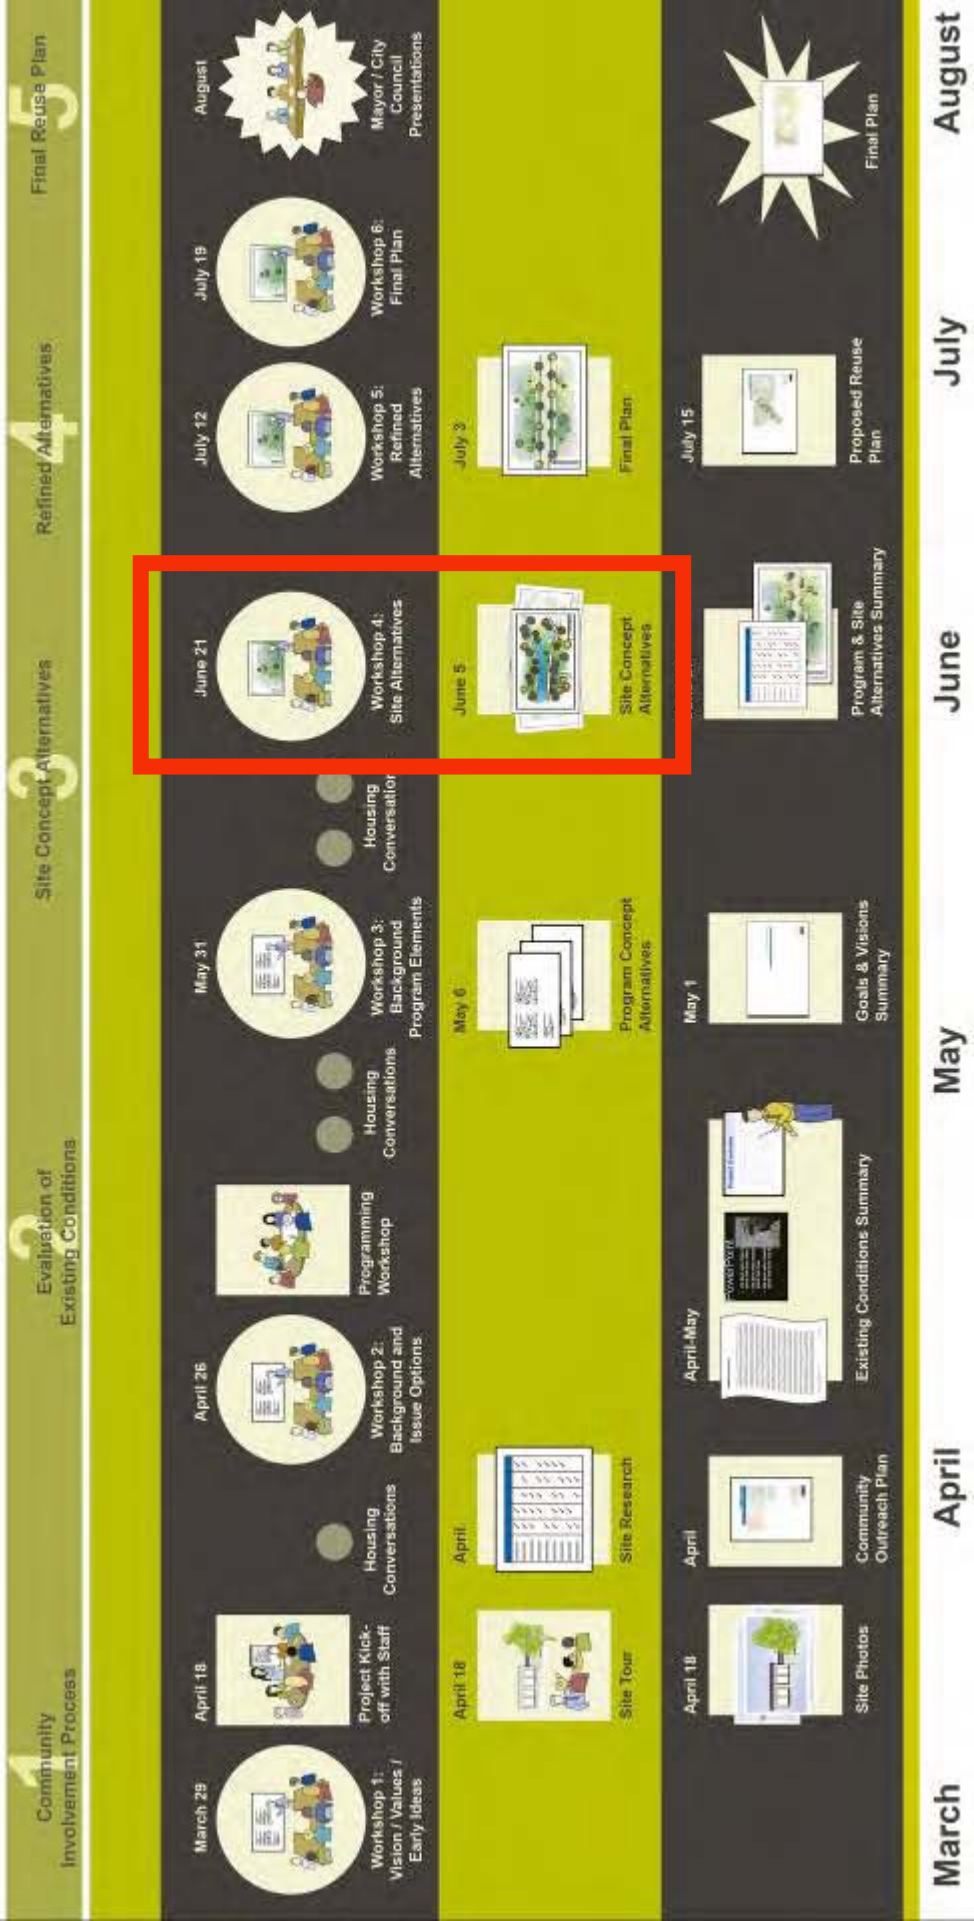 1
Community
Involvement Process
2
Evaluation of
Existing Conditions
3
Site Concept Alternatives
4
Refined Alternatives
5
Final Reuse Plan
March 29
Workshop 1:
Vision / Values /
Early Ideas
April 18
Project Kick-
off with Staff
Housing
Conversations
April 26
Workshop 2:
Background and
Issue Options
Programming
Workshop
Housing
Conversations
May 31
Workshop 3:
Background
Program Elements
Housing
June 21
Workshop 4:
Site Alternatives
July 12
Workshop 5:
Refined
Alternatives
July 19
Workshop 6:
Final Plan
August
Mayor / City
Council
Presentations
April 18
Site Tour
April
Site Research
May 6
Program Concept
Alternatives
June 5
Site Concept
Alternatives
July 3
Final Plan
April 18
Site Photos
April
Community
Outreach Plan
April-May
PowerPoint
Existing Conditions Summary
May 1
Goals & Visions
Summary
Program & Site
Alternatives Summary
July 15
Proposed Reuse
Plan
Final Plan
March
April
May
June
July
August